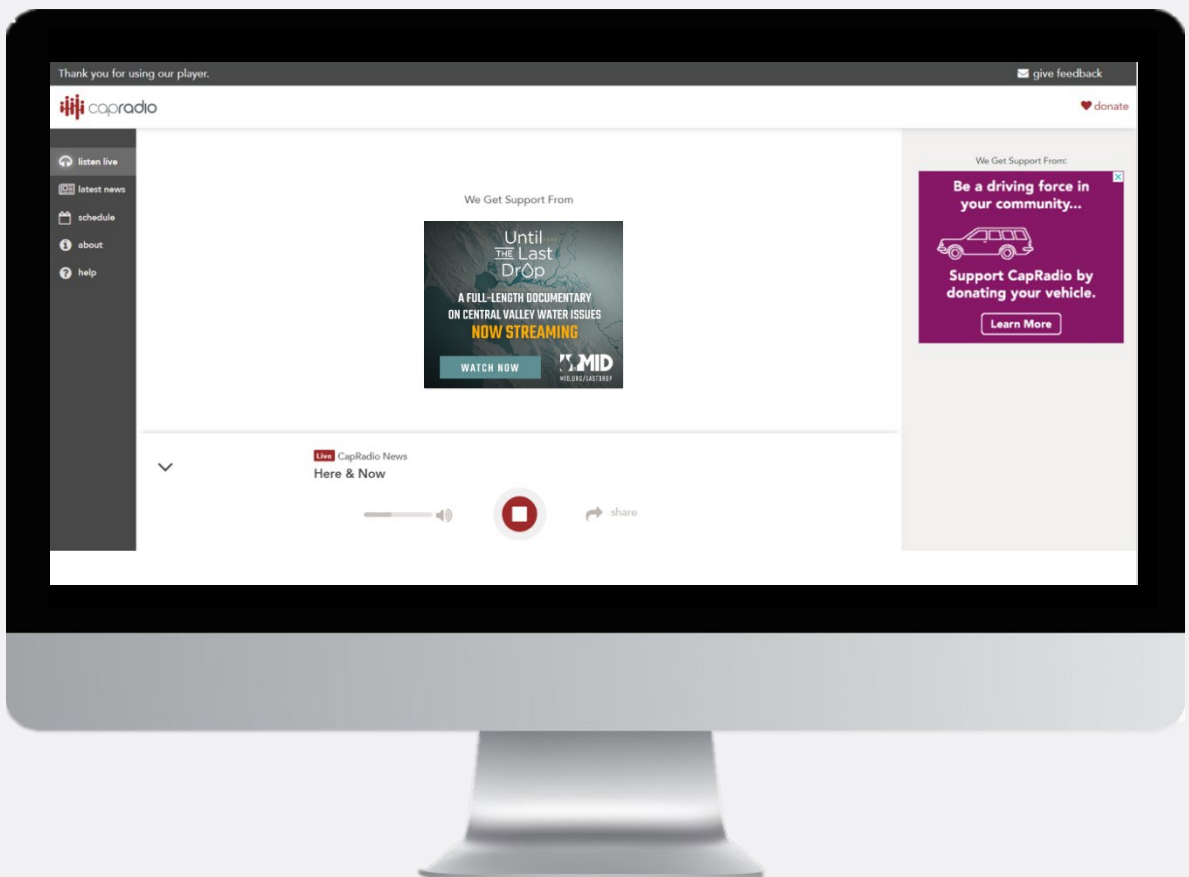 Thank you for using our player.
give feedback
capradio
donate
listen live
latest news
schedule
about
help
We Get Support From
Until
THE Last
Drop
A FULL-LENGTH DOCUMENTARY
ON CENTRAL VALLEY WATER ISSUES
NOW STREAMING
WATCH NOW
MID
MID.ORG/LASTDROP
We Get Support From:
Be a driving force in
your community...
Support CapRadio by
donating your vehicle.
Learn More
Live CapRadio News
Here & Now
share